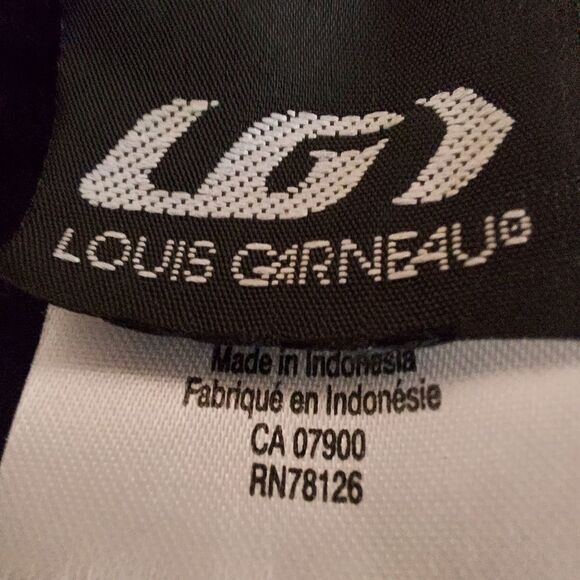 LG
LOUIS GARNEAU®
Made in Indonesia
Fabriqué en Indonésie
CA 07900
RN78126